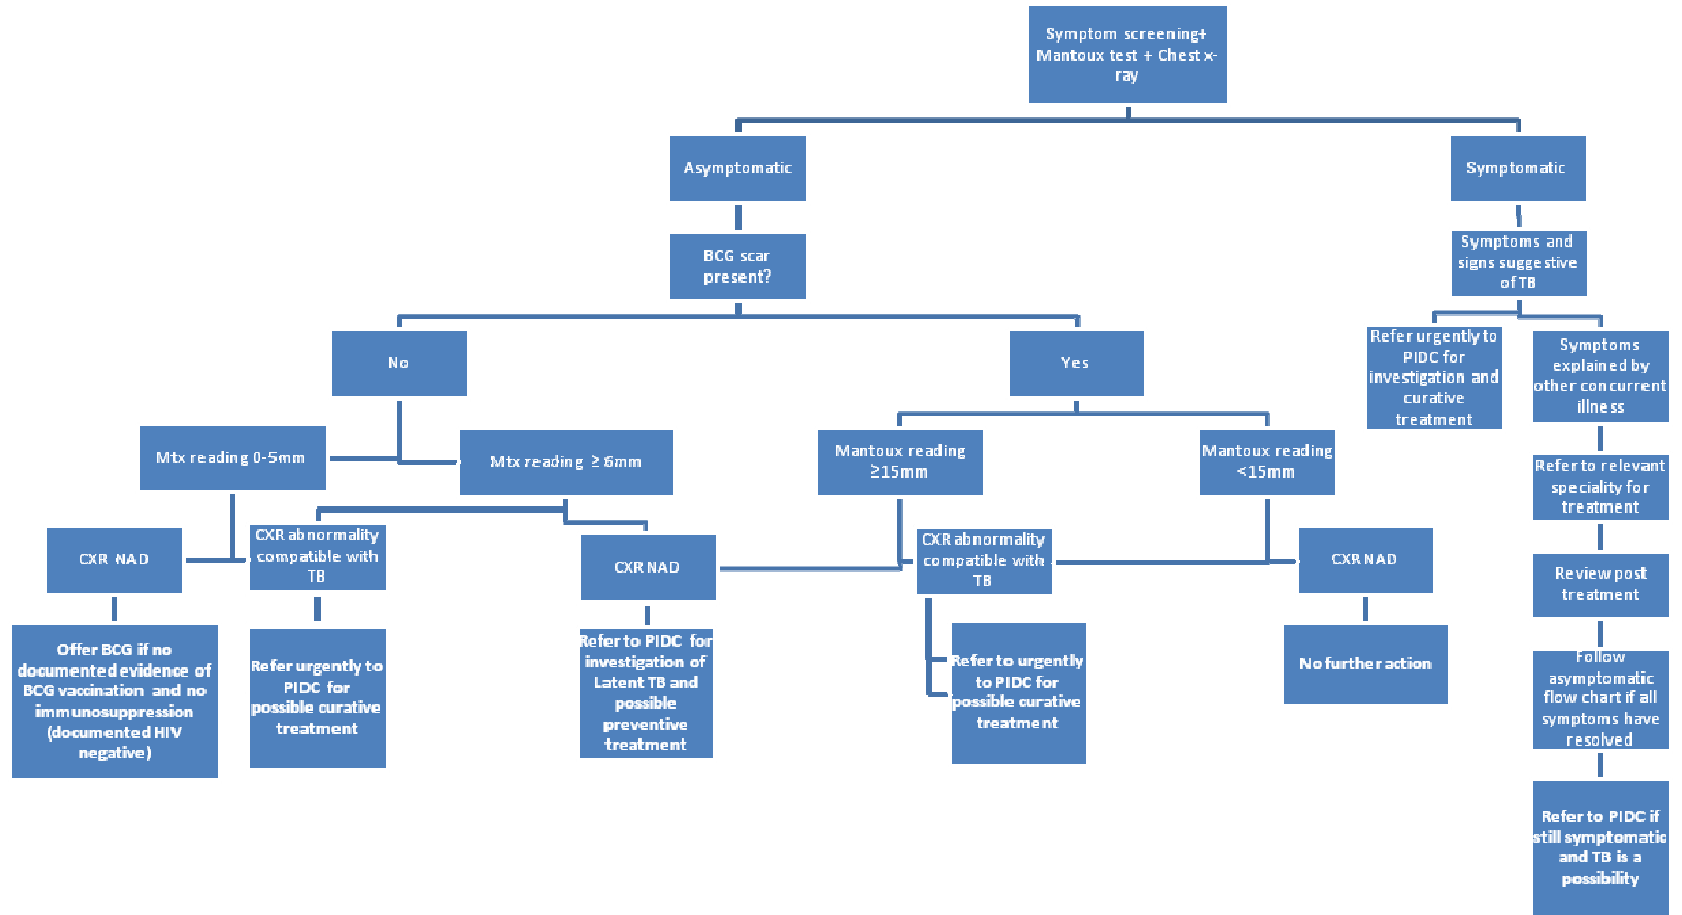 Symptom screening+
Mantoux test + Chest x-
ray
Asymptomatic
Symptomatic
BCG scar
present?
Symptoms and
signs suggestive
of TB
No
Yes
Refer urgently to
PIDC for
investigation and
curative
treatment
Symptoms
explained by
other concurrent
illness
Mtx reading 0-5mm
Mtx reading ≥ 6mm
Mantoux reading
≥15mm
Mantoux reading
<15mm
Refer to relevant
speciality for
treatment
CXR NAD
CXR abnormality
compatible with
TB
CXR NAD
CXR abnormality
compatible with
TB
CXR NAD
Review post
treatment
Offer BCG if no
documented evidence of
BCG vaccination and no
immunosuppression
(documented HIV
negative)
Refer urgently to
PIDC for
possible curative
treatment
Refer to PIDC for
investigation of
Latent TB and
possible
preventive
treatment
Refer to urgently
to PIDC for
possible curative
treatment
No further action
Follow
asymptomatic
flow chart if all
symptoms have
resolved
Refer to PIDC if
still symptomatic
and TB is a
possibility